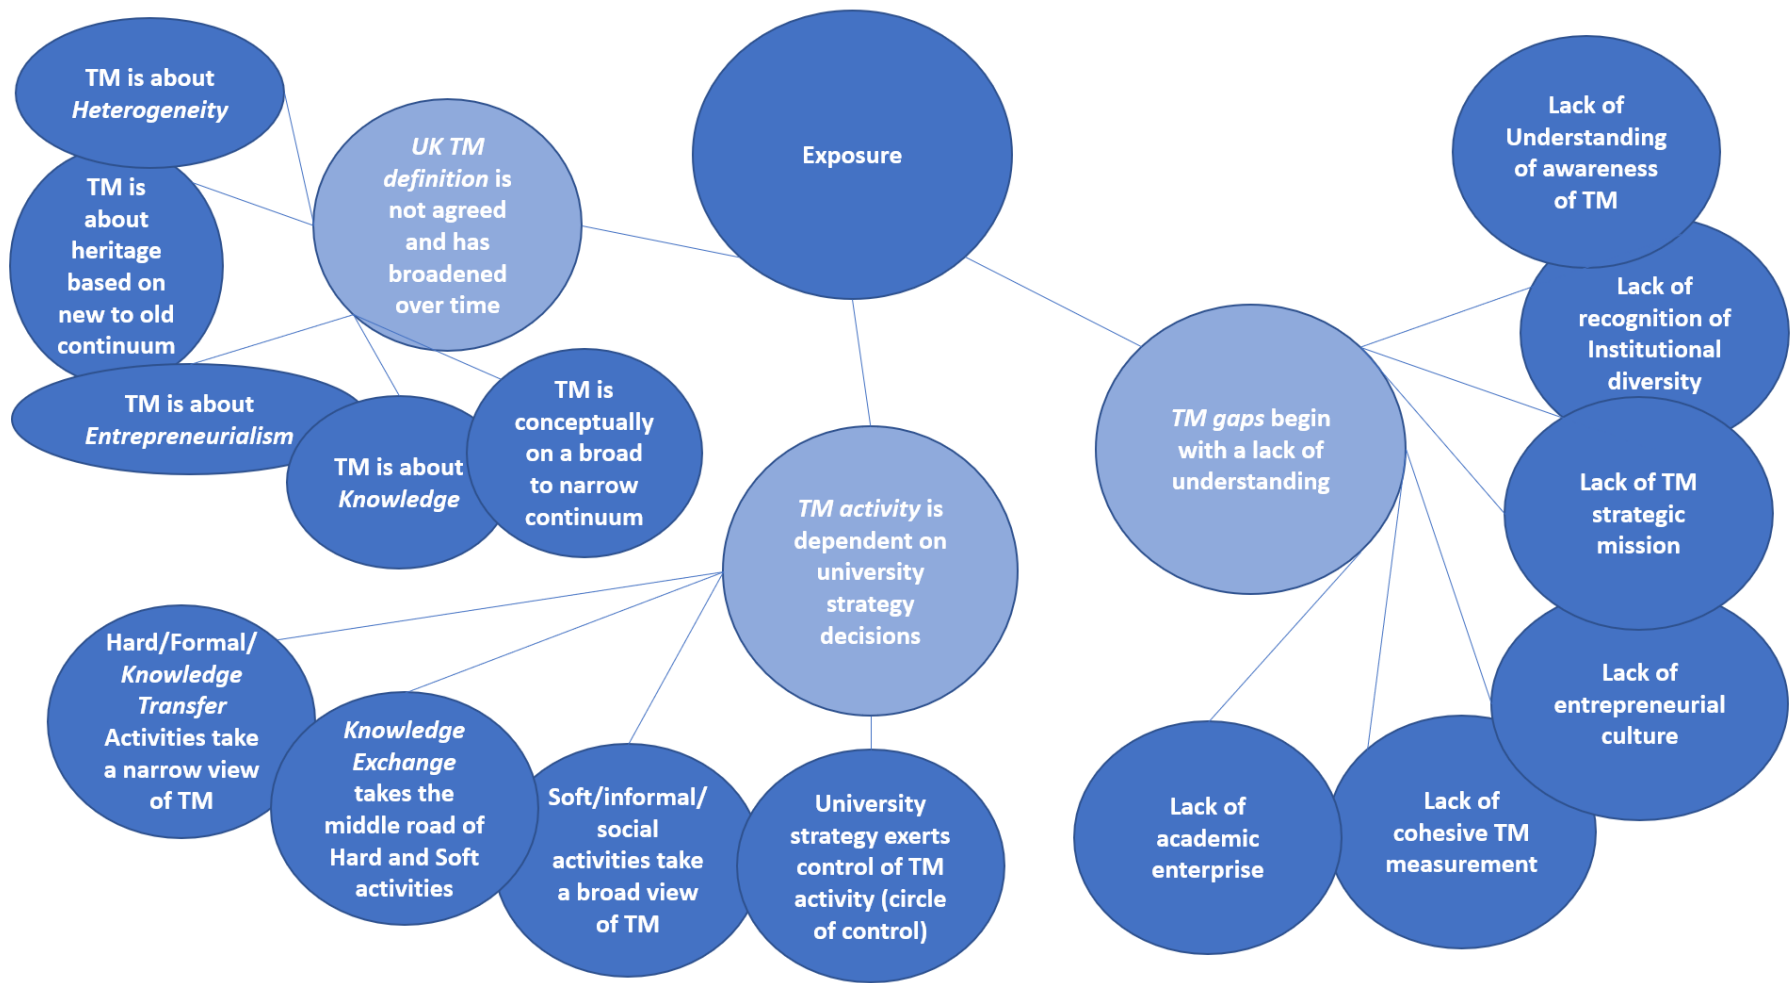 TM is about
Heterogeneity
TM is
about
heritage
based on
new to old
continuum
TM is about
Entrepreneurialism
TM is about
Knowledge
TM is
conceptually
on a broad
to narrow
continuum
UK TM
definition is
not agreed
and has
broadened
over time
Exposure
TM activity is
dependent on
university
strategy
decisions
Hard/Formal/
Knowledge
Transfer
Activities take
a narrow view
of TM
Knowledge
Exchange
takes the
middle road of
Hard and Soft
activities
Soft/informal/
social
activities take
a broad view
of TM
University
strategy exerts
control of TM
activity (circle
of control)
TM gaps begin
with a lack of
understanding
Lack of
Understanding
of awareness
of TM
Lack of
recognition of
Institutional
diversity
Lack of TM
strategic
mission
Lack of
entrepreneurial
culture
Lack of
cohesive TM
measurement
Lack of
academic
enterprise